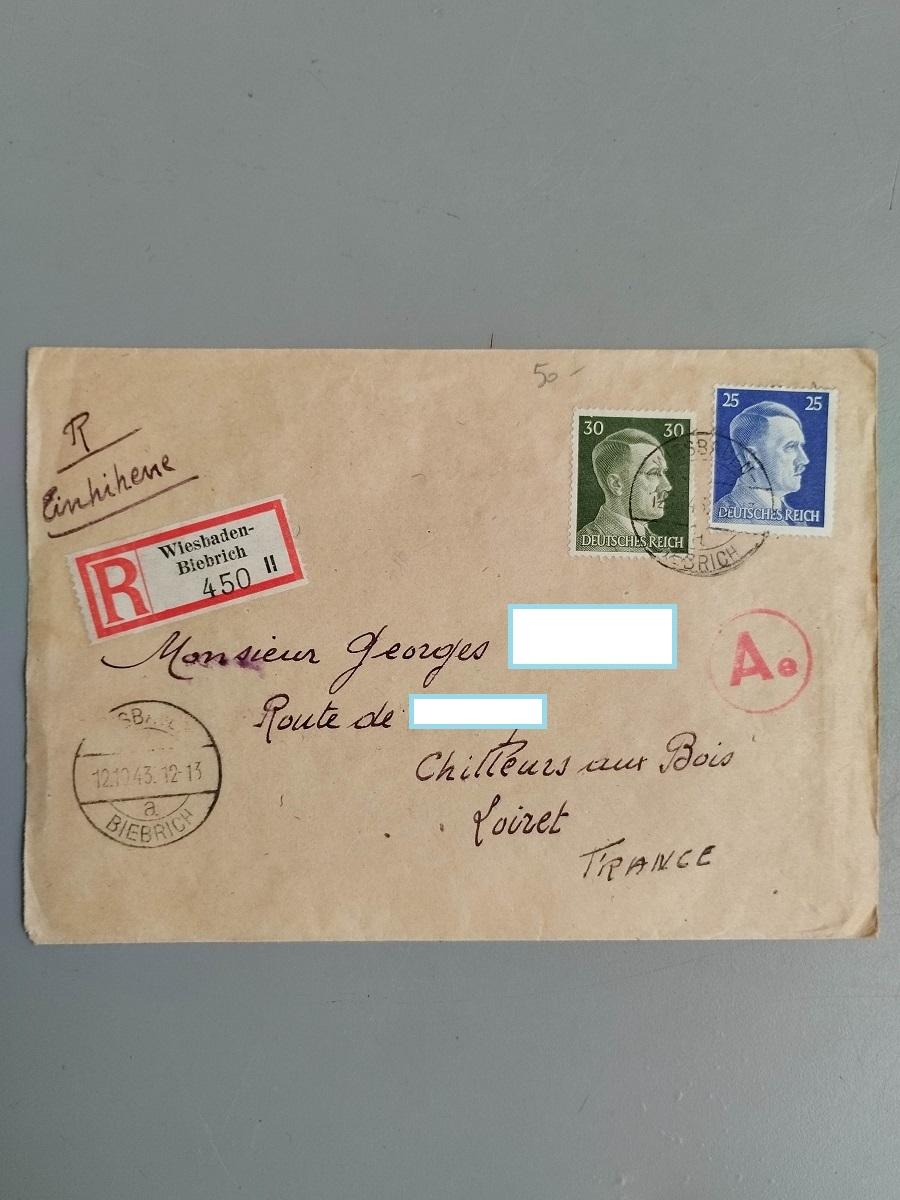 50 -
30 30
DEUTSCHES REICH
25 25
DEUTSCHES REICH
R
R
Wiesbaden-
Biebrich
450 II
Monsieur Georges
Route de
Chilleurs aux Bois
Loiret
FRANCE
Ae
12.10.43. 12-13
a
BIEBRICH